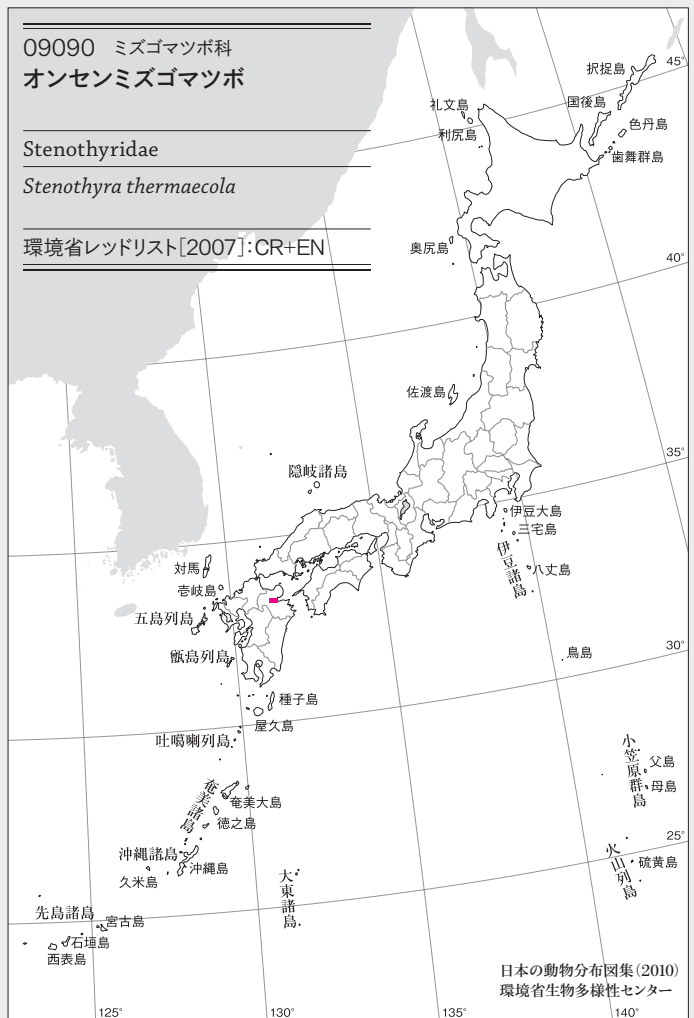 09090 ミズゴマツボ科
オンセンミズゴマツボ
Stenothyridae
Stenothyra thermaecola
環境省レッドリスト[2007]:CR+EN
択捉島
45°
礼文島
国後島
色丹島
利尻島
歯舞群島
奥尻島
40°
佐渡島
35°
隠岐諸島
伊豆大島
三宅島
伊豆諸島
八丈島
対馬
壱岐島
五島列島
甑島列島
鳥島
30°
種子島
屋久島
吐噶喇列島
小笠原群島
父島
母島
奄美諸島
奄美大島
徳之島
25°
沖縄諸島
沖縄島
久米島
大東諸島
火山列島
硫黄島
先島諸島
宮古島
石垣島
西表島
日本の動物分布図集(2010)
環境省生物多様性センター
125°
130°
135°
140°